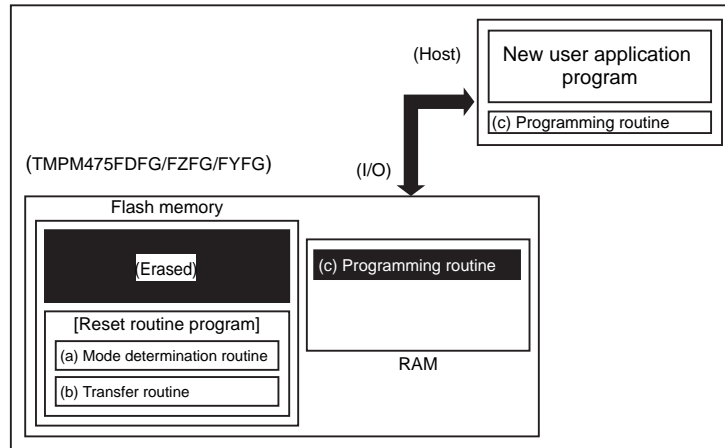 (Host)
New user application
program
(c) Programming routine
(TMPM475FDFG/FZFG/FYFG)
(I/O)
Flash memory
(Erased)
(c) Programming routine
[Reset routine program]
(a) Mode determination routine
(b) Transfer routine
RAM